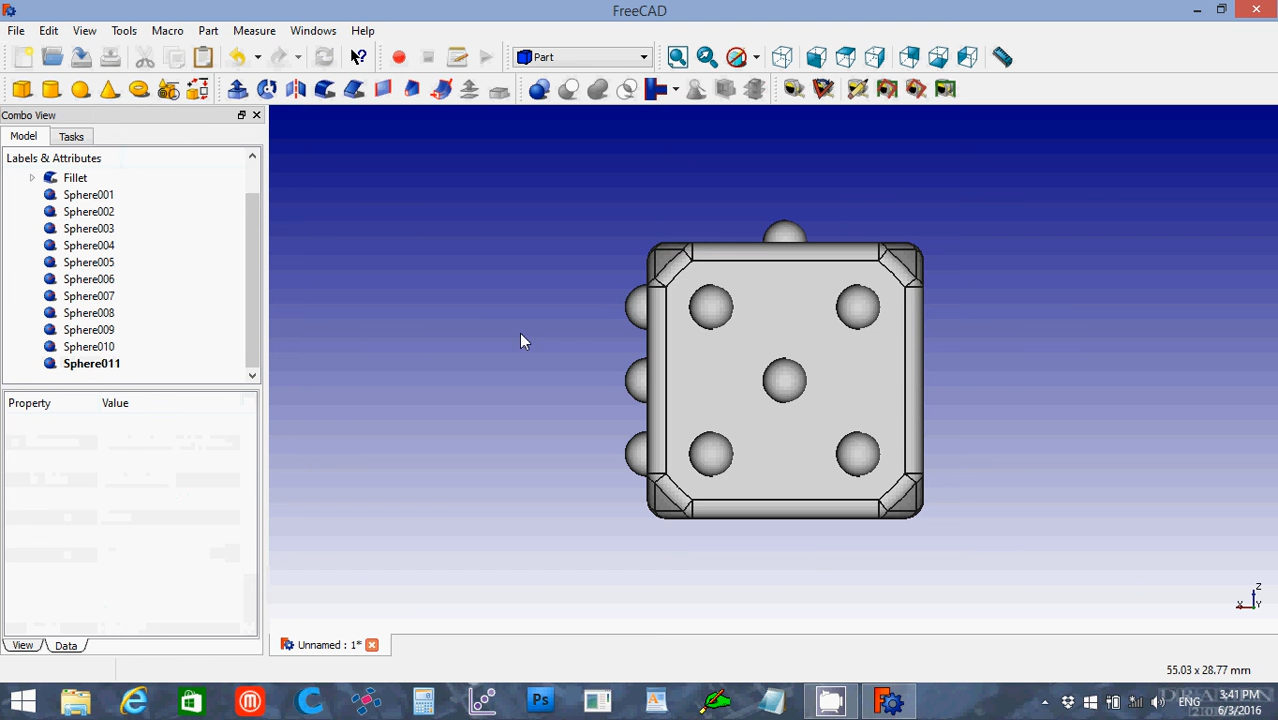 FreeCAD
File Edit View Tools Macro Part Measure Windows Help
Part
Combo View
Model Tasks
Labels & Attributes
Fillet
Sphere001
Sphere002
Sphere003
Sphere004
Sphere005
Sphere006
Sphere007
Sphere008
Sphere009
Sphere010
Sphere011
Property Value
View Data
Unnamed : 1*
Z
X Y
55.03 x 28.77 mm
Ps
ENG
3:41 PM
6/3/2016